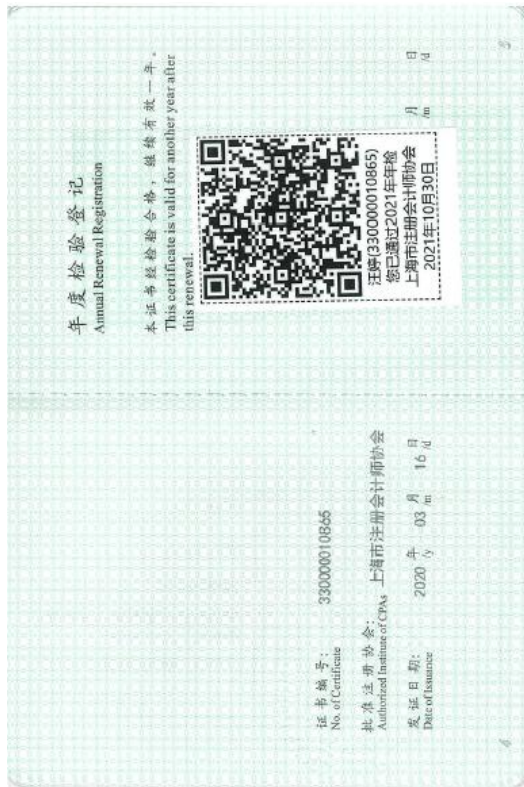 年度检验登记
Annual Renewal Registration
本证书经检验合格，继续有效一年。
This certificate is valid for another year after
this renewal.
汪婷(330000010865)
您已通过2021年年检
上海市注册会计师协会
2021年10月30日
月 日
/m /d
5
证书编号： 330000010865
No. of Certificate
批准注册协会： 上海市注册会计师协会
Authorized Institute of CPAs
发证日期： 2020 年 03 月 16 日
Date of Issuance /y /m /d
4